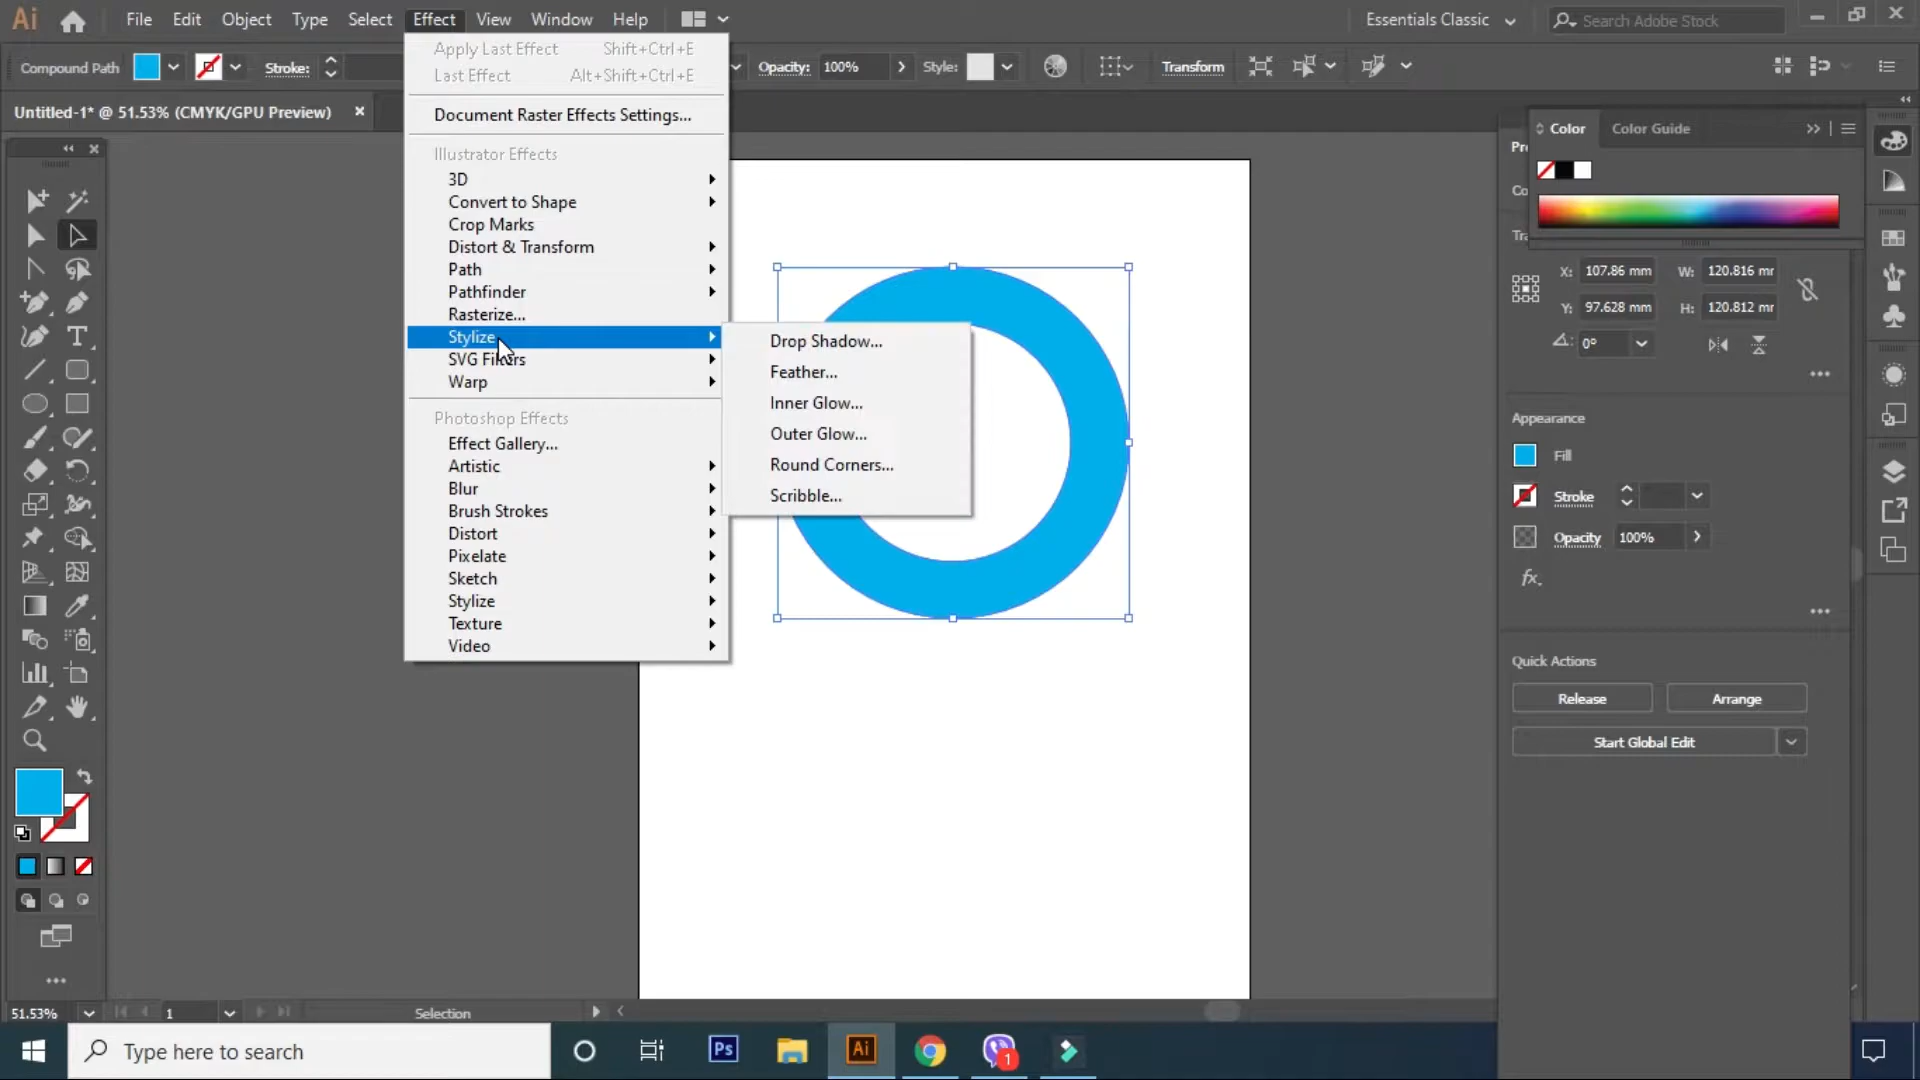 Ai File Edit Object Type Select Effect View Window Help Essentials Classic Search Adobe Stock
Compound Path Stroke: Opacity: 100% Style: Transform
Apply Last Effect Shift+Ctrl+E
Last Effect Alt+Shift+Ctrl+E
Untitled-1* @ 51.53% (CMYK/GPU Preview)
Document Raster Effects Settings...
Illustrator Effects
3D
Convert to Shape
Crop Marks
Distort & Transform
Path
Pathfinder
Rasterize...
Stylize
SVG Filters
Warp
Photoshop Effects
Effect Gallery...
Artistic
Blur
Brush Strokes
Distort
Pixelate
Sketch
Stylize
Texture
Video
Drop Shadow...
Feather...
Inner Glow...
Outer Glow...
Round Corners...
Scribble...
Color Color Guide
Pr
Co
Tra
X: 107.86 mm W: 120.816 mr
Y: 97.628 mm H: 120.812 mr
0°
Appearance
Fill
Stroke
Opacity 100%
fx.
Quick Actions
Release Arrange
Start Global Edit
51.53% 1 Selection
Type here to search Ps Ai 1